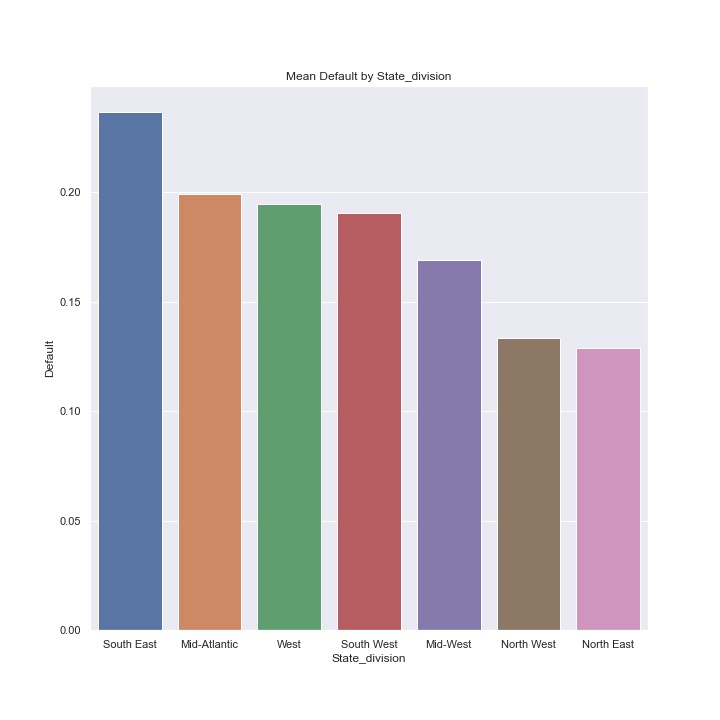 Mean Default by State_division
Default
0.20
0.15
0.10
0.05
0.00
South East Mid-Atlantic West South West Mid-West North West North East
State_division